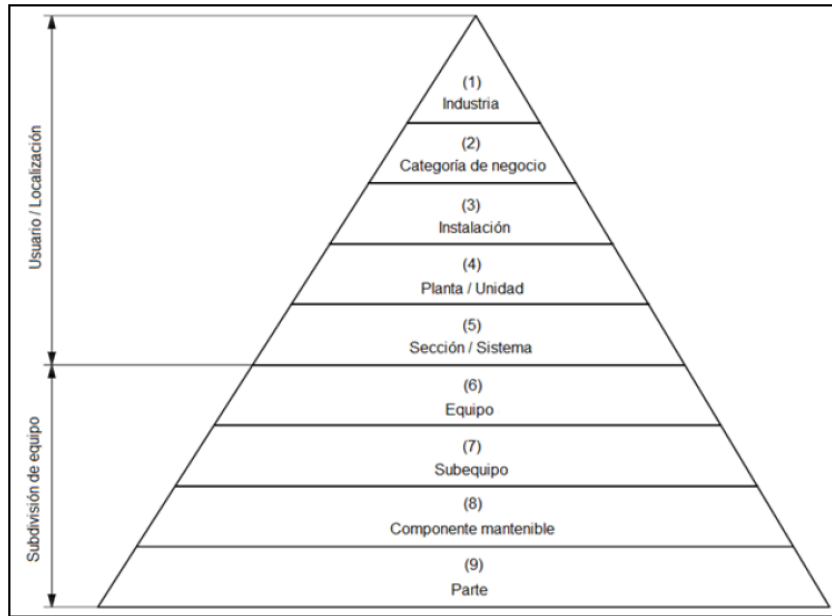 (1)
Industria
(2)
Categoría de negocio
(3)
Instalación
(4)
Planta / Unidad
(5)
Sección / Sistema
(6)
Equipo
(7)
Subequipo
(8)
Componente mantenible
(9)
Parte
Usuario / Localización
Subdivisión de equipo